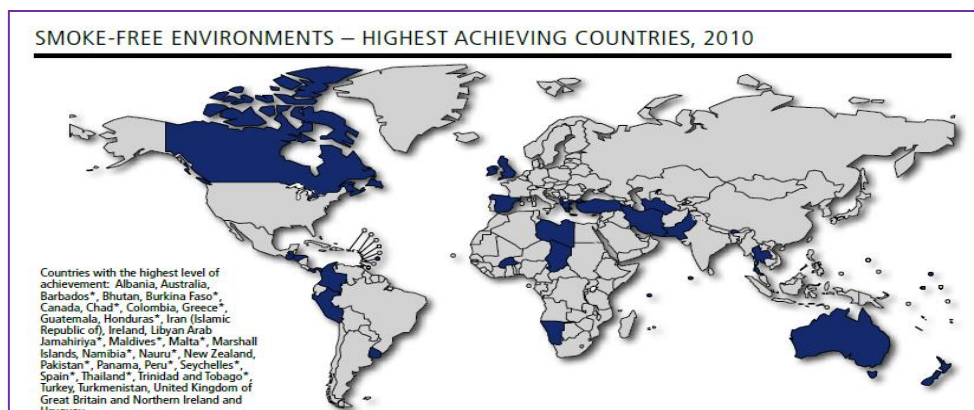 SMOKE-FREE ENVIRONMENTS – HIGHEST ACHIEVING COUNTRIES, 2010
Countries with the highest level of
achievement: Albania, Australia,
Barbados*, Bhutan, Burkina Faso*,
Canada, Chad*, Colombia, Greece*,
Guatemala, Honduras*, Iran (Islamic
Republic of), Ireland, Libyan Arab
Jamahiriya*, Maldives*, Malta*, Marshall
Islands, Namibia*, Nauru*, New Zealand,
Pakistan*, Panama, Peru*, Seychelles*,
Spain*, Thailand*, Trinidad and Tobago*,
Turkey, Turkmenistan, United Kingdom of
Great Britain and Northern Ireland and